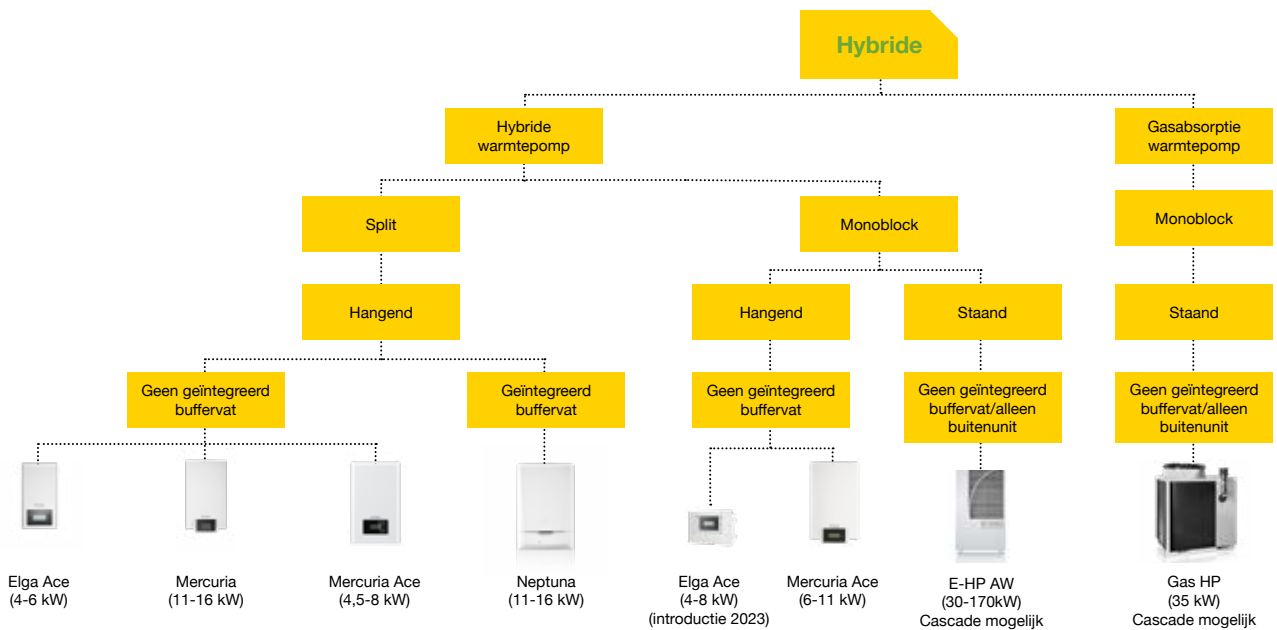 Hybride
Hybride
warmtepomp
Gasabsorptie
warmtepomp
Split
Monoblock
Monoblock
Hangend
Hangend
Staand
Staand
Geen geïntegreerd
buffervat
Geïntegreerd
buffervat
Geen geïntegreerd
buffervat
Geen geïntegreerd
buffervat/alleen
buitenunit
Geen geïntegreerd
buffervat/alleen
buitenunit
Elga Ace
(4-6 kW)
Mercuria
(11-16 kW)
Mercuria Ace
(4,5-8 kW)
Neptuna
(11-16 kW)
Elga Ace
(4-8 kW)
(introductie 2023)
Mercuria Ace
(6-11 kW)
E-HP AW
(30-170kW)
Cascade mogelijk
Gas HP
(35 kW)
Cascade mogelijk